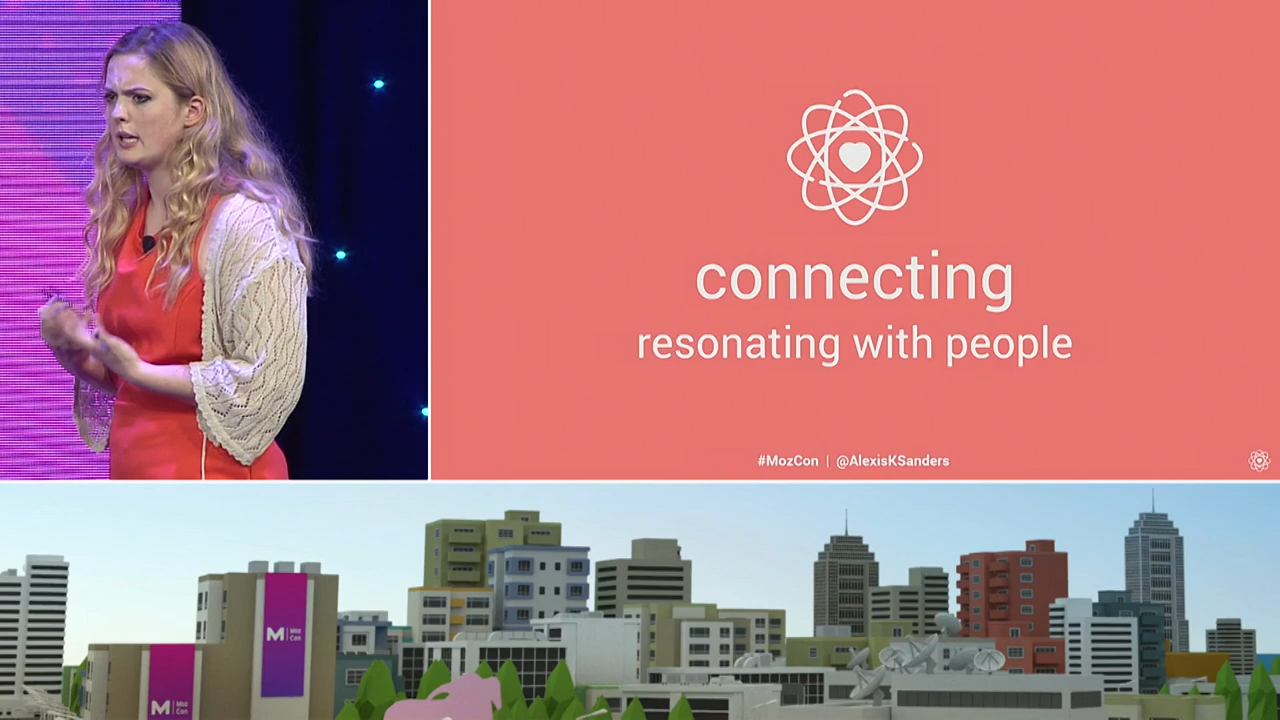 connecting
resonating with people
#MozCon | @AlexisKSanders
M Moz
Con
M Moz
Con